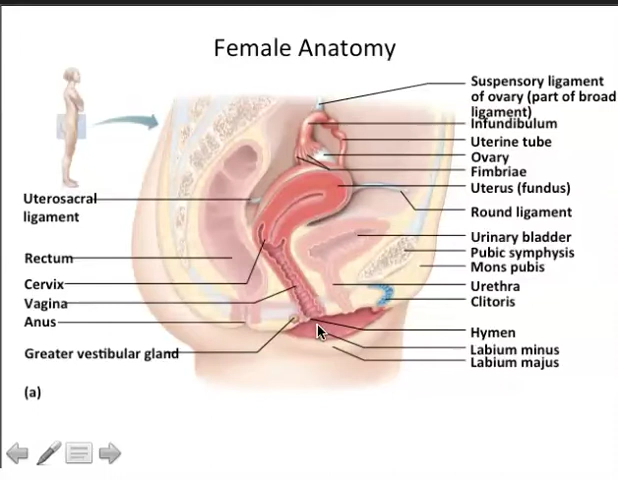 Female Anatomy
Suspensory ligament
of ovary (part of broad
ligament)
Infundibulum
Uterine tube
Ovary
Fimbriae
Uterus (fundus)
Round ligament
Urinary bladder
Pubic symphysis
Mons pubis
Urethra
Clitoris
Hymen
Labium minus
Labium majus
Uterosacral
ligament
Rectum
Cervix
Vagina
Anus
Greater vestibular gland
(a)